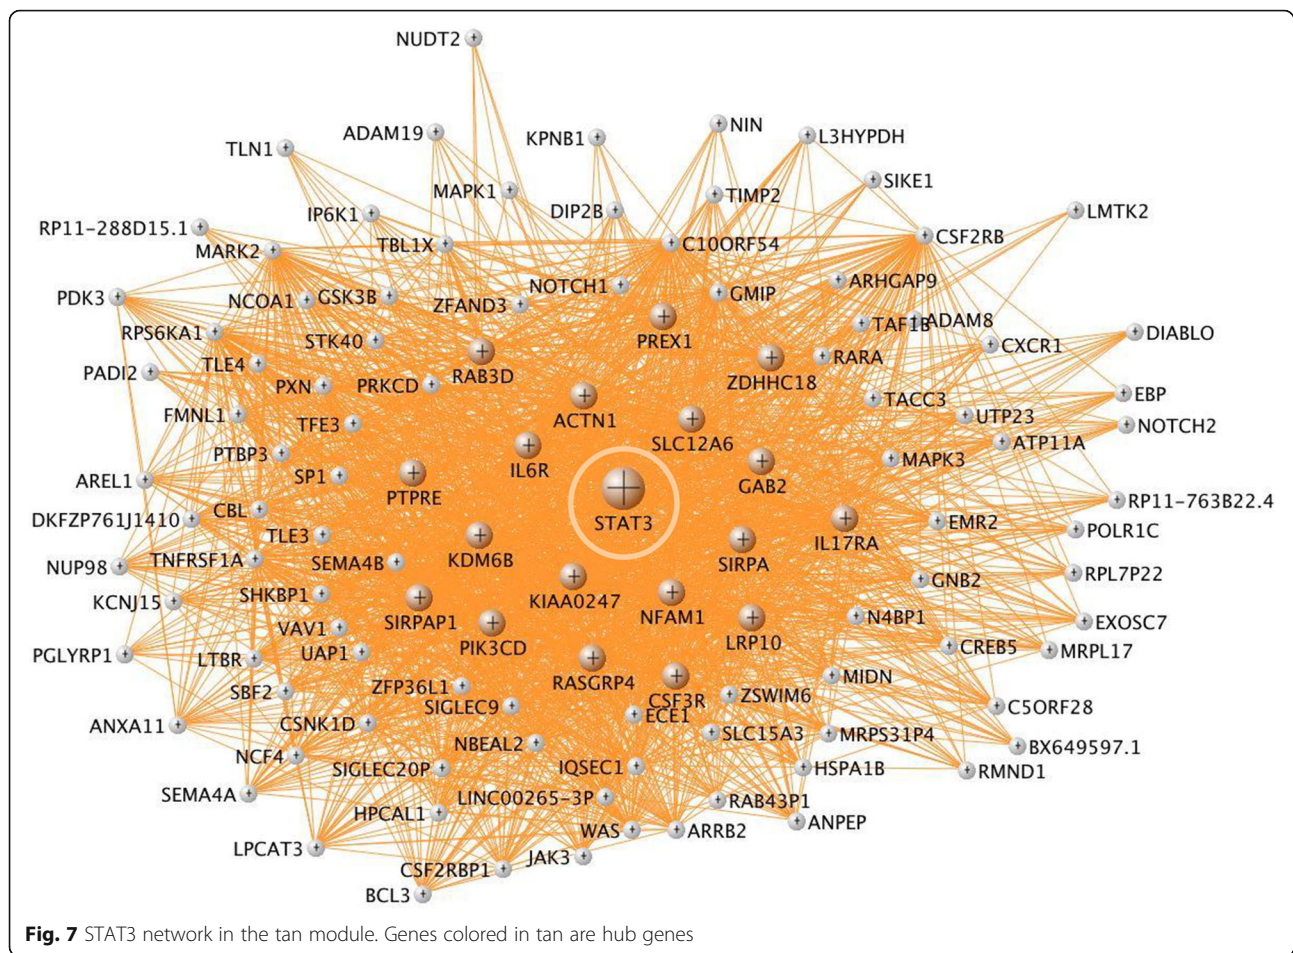 NUDT2
NIN
ADAM19
KPNB1
L3HYPDH
TLN1
SIKE1
MAPK1
TIMP2
IP6K1
DIP2B
LMTK2
RP11-288D15.1
MARK2
TBL1X
C10ORF54
CSF2RB
NOTCH1
ARHGAP9
PDK3
NCOA1
GSK3B
ZFAND3
GMIP
RPS6KA1
STK40
PREX1
TAF1B
ADAM8
DIABLO
TLE4
RAB3D
RARA
CXCR1
PADI2
PXN
PRKCD
ZDHHC18
FMNL1
TFE3
ACTN1
TACC3
EBP
SLC12A6
UTP23
NOTCH2
PTBP3
IL6R
ATP11A
SP1
PTPRE
GAB2
MAPK3
AREL1
CBL
STAT3
RP11-763B22.4
DKFZP761J1410
TLE3
IL17RA
EMR2
POLR1C
TNFRSF1A
SEMA4B
KDM6B
SIRPA
NUP98
GNB2
RPL7P22
KCNJ15
SHKBP1
SIRPAP1
KIAA0247
NFAM1
N4BP1
EXOSC7
VAV1
PIK3CD
LRP10
CREB5
MRPL17
PGLYRP1
LTBR
UAP1
RASGRP4
MIDN
SBF2
ZFP36L1
CSF3R
ZSWIM6
C5ORF28
SIGLEC9
ECE1
ANXA11
CSNK1D
SLC15A3
MRPS31P4
BX649597.1
NCF4
NBEAL2
SIGLEC20P
IQSEC1
HSPA1B
RMND1
SEMA4A
HPCAL1
LINC00265-3P
RAB43P1
WAS
ARRB2
ANPEP
LPCAT3
JAK3
CSF2RBP1
BCL3
Fig. 7 STAT3 network in the tan module. Genes colored in tan are hub genes